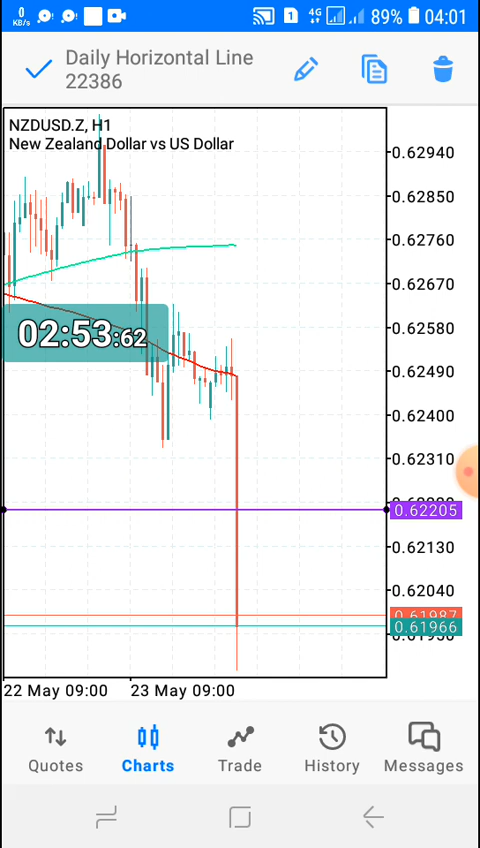 0
KB/s
1
4G
89%
04:01
Daily Horizontal Line
22386
NZDUSD.Z, H1
New Zealand Dollar vs US Dollar
0.62940
0.62850
0.62760
0.62670
0.62580
02:53:62
0.62490
0.62400
0.62310
0.62205
0.62130
0.62040
0.61987
0.61966
22 May 09:00
23 May 09:00
Quotes
Charts
Trade
History
Messages